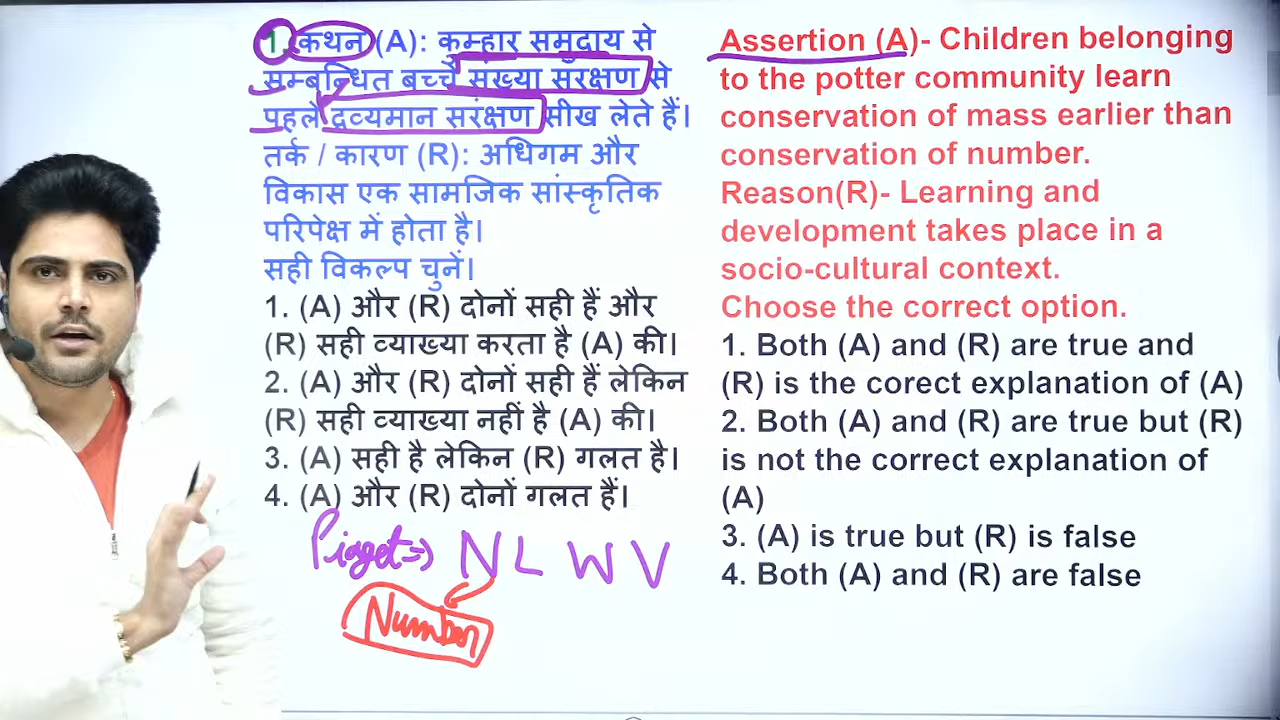 1. कथन (A): कुम्हार समुदाय से
सम्बन्धित बच्चे संख्या संरक्षण से
पहले द्रव्यमान सरंक्षण सीख लेते हैं।
तर्क / कारण (R): अधिगम और
विकास एक सामजिक सांस्कृतिक
परिपेक्ष में होता है।
सही विकल्प चुनें।
1. (A) और (R) दोनों सही हैं और
(R) सही व्याख्या करता है (A) की।
2. (A) और (R) दोनों सही हैं लेकिन
(R) सही व्याख्या नहीं है (A) की।
3. (A) सही है लेकिन (R) गलत है।
4. (A) और (R) दोनों गलत हैं।
Piaget=> N L W V
Number
Assertion (A)- Children belonging
to the potter community learn
conservation of mass earlier than
conservation of number.
Reason(R)- Learning and
development takes place in a
socio-cultural context.
Choose the correct option.
1. Both (A) and (R) are true and
(R) is the corect explanation of (A)
2. Both (A) and (R) are true but (R)
is not the correct explanation of
(A)
3. (A) is true but (R) is false
4. Both (A) and (R) are false